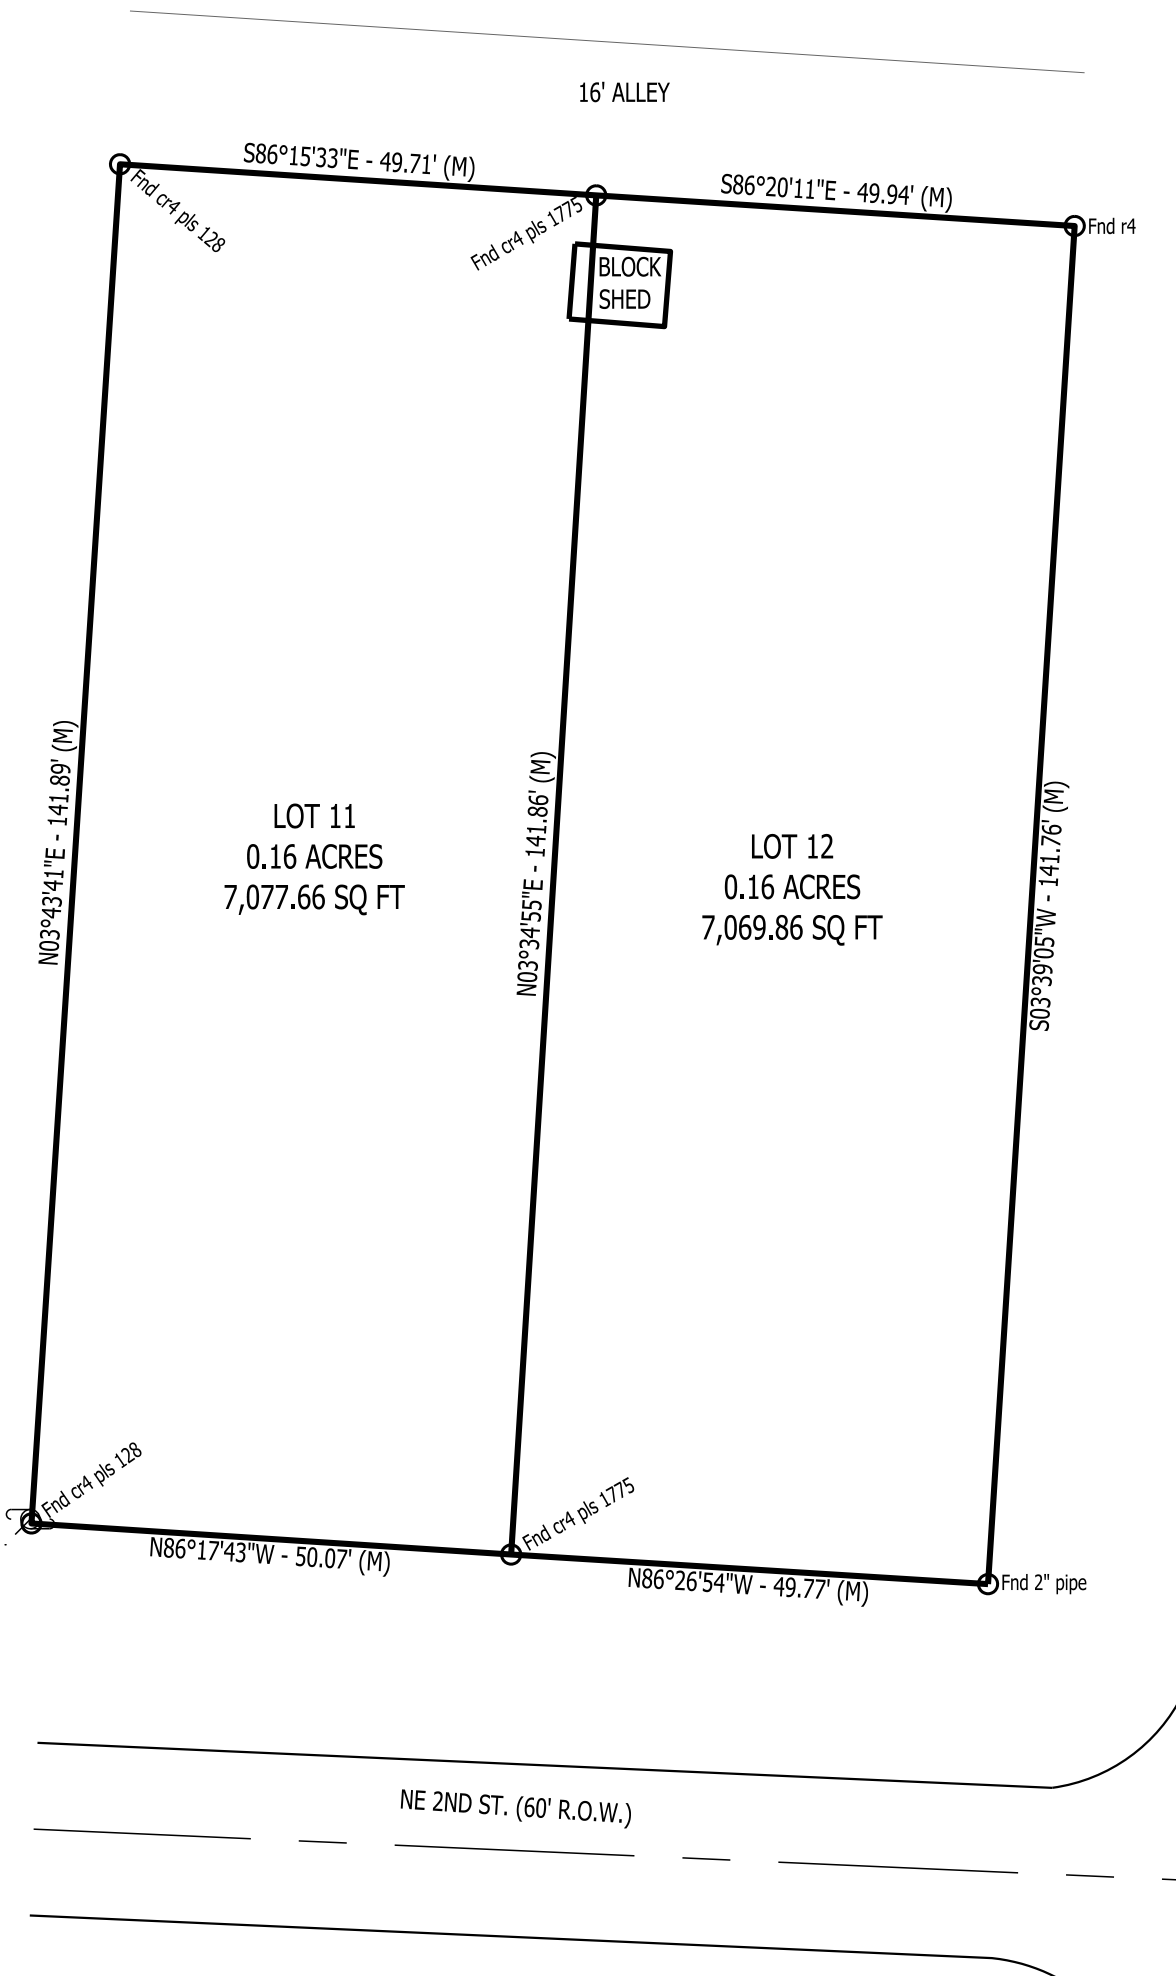 16' ALLEY
S86°15'33"E - 49.71' (M)
S86°20'11"E - 49.94' (M)
Fnd cr4 pls 128
Fnd cr4 pls 1775
Fnd r4
BLOCK
SHED
N03°43'41"E - 141.89' (M)
N03°34'55"E - 141.86' (M)
S03°39'05"W - 141.76' (M)
LOT 11
0.16 ACRES
7,077.66 SQ FT
LOT 12
0.16 ACRES
7,069.86 SQ FT
Fnd cr4 pls 128
Fnd cr4 pls 1775
Fnd 2" pipe
N86°17'43"W - 50.07' (M)
N86°26'54"W - 49.77' (M)
NE 2ND ST. (60' R.O.W.)